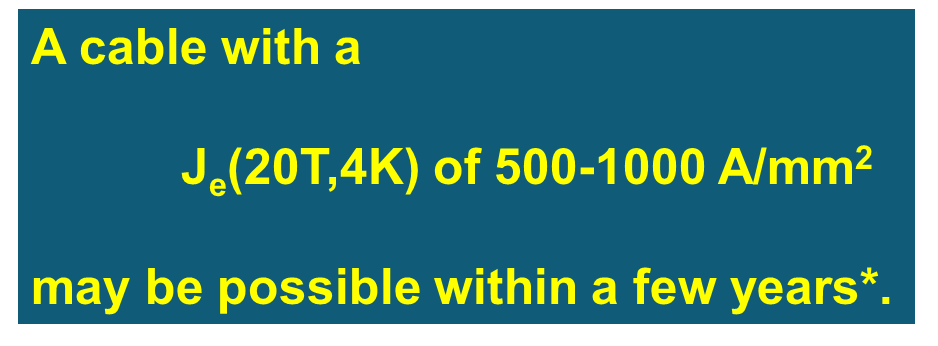 A cable with a
Jₑ(20T,4K) of 500-1000 A/mm²
may be possible within a few years*.